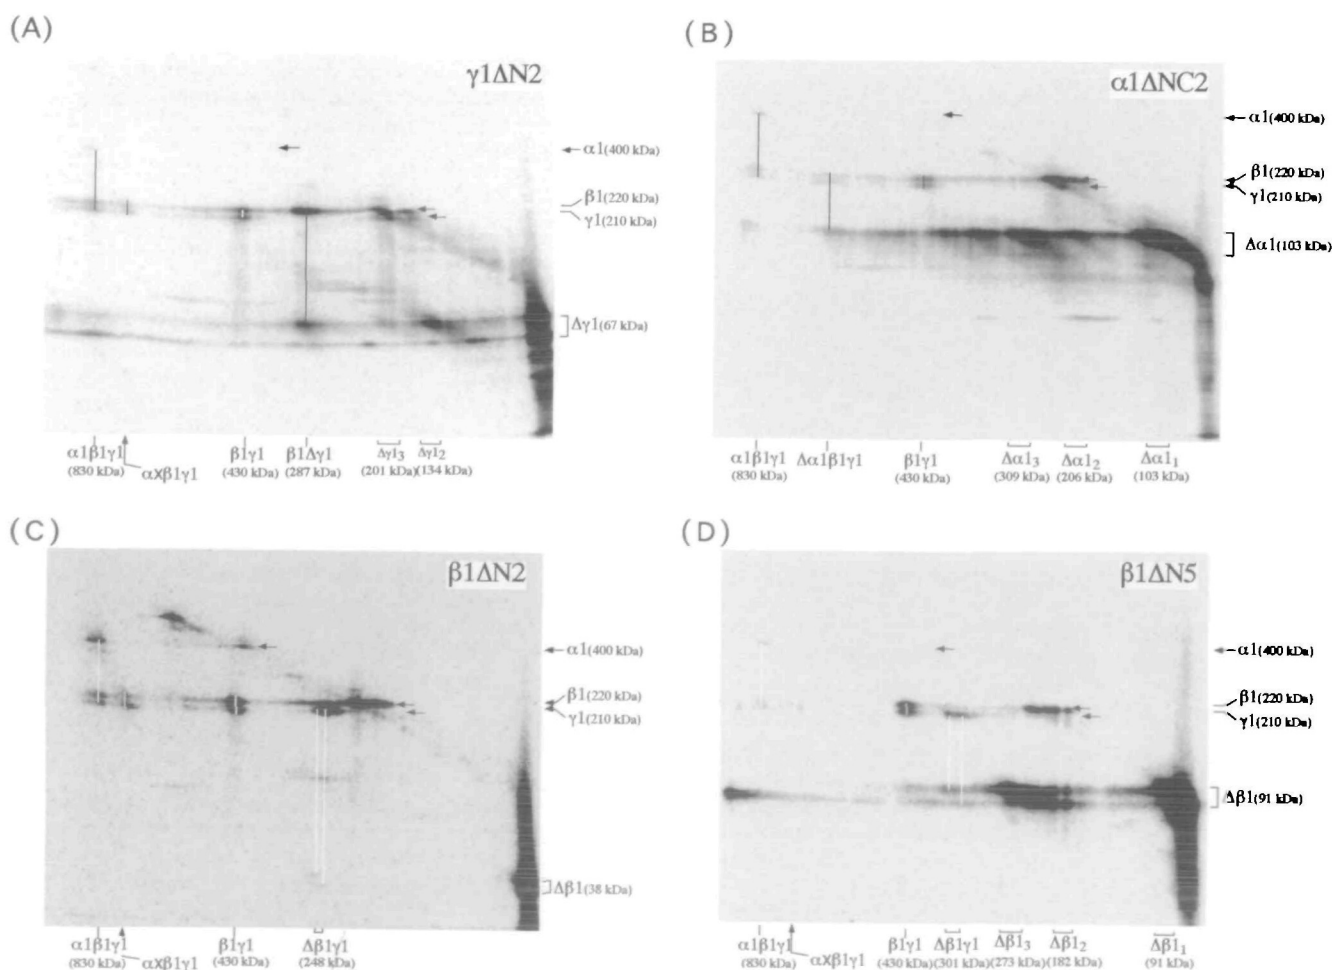 (A)
γ1ΔN2
α1(400 kDa)
β1(220 kDa)
γ1(210 kDa)
Δγ1(67 kDa)
α1β1γ1
(830 kDa)
αxβ1γ1
β1γ1
(430 kDa)
β1Δγ1
(287 kDa)
Δγ1₃
(201 kDa)
Δγ1₂
(134 kDa)
(B)
α1ΔNC2
α1(400 kDa)
β1(220 kDa)
γ1(210 kDa)
Δα1(103 kDa)
α1β1γ1
(830 kDa)
Δα1β1γ1
β1γ1
(430 kDa)
Δα1₃
(309 kDa)
Δα1₂
(206 kDa)
Δα1₁
(103 kDa)
(C)
β1ΔN2
α1(400 kDa)
β1(220 kDa)
γ1(210 kDa)
Δβ1(38 kDa)
α1β1γ1
(830 kDa)
αxβ1γ1
β1γ1
(430 kDa)
Δβ1γ1
(248 kDa)
(D)
β1ΔN5
α1(400 kDa)
β1(220 kDa)
γ1(210 kDa)
Δβ1(91 kDa)
α1β1γ1
(830 kDa)
αxβ1γ1
β1γ1
(430 kDa)
Δβ1γ1
(301 kDa)
Δβ1₃
(273 kDa)
Δβ1₂
(182 kDa)
Δβ1₁
(91 kDa)